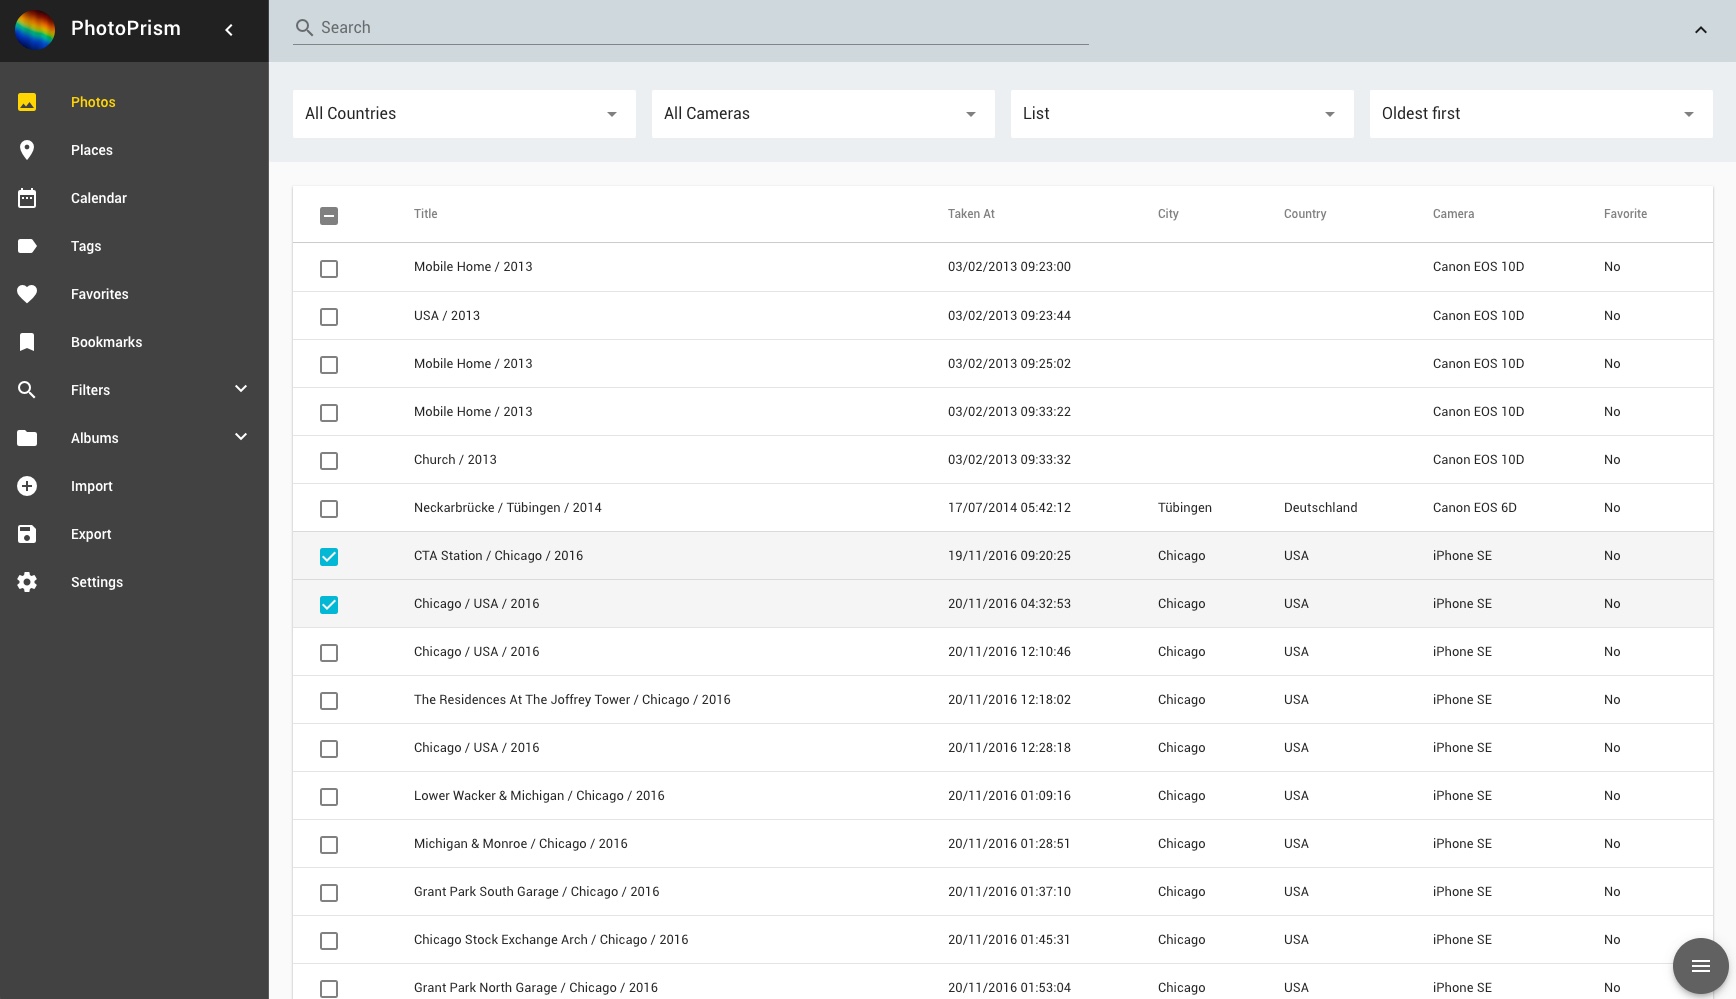 PhotoPrism
Search
Photos
Places
Calendar
Tags
Favorites
Bookmarks
Filters
Albums
Import
Export
Settings
All Countries All Cameras List Oldest first
Title Taken At City Country Camera Favorite
Mobile Home / 2013 03/02/2013 09:23:00 Canon EOS 10D No
USA / 2013 03/02/2013 09:23:44 Canon EOS 10D No
Mobile Home / 2013 03/02/2013 09:25:02 Canon EOS 10D No
Mobile Home / 2013 03/02/2013 09:33:22 Canon EOS 10D No
Church / 2013 03/02/2013 09:33:32 Canon EOS 10D No
Neckarbrücke / Tübingen / 2014 17/07/2014 05:42:12 Tübingen Deutschland Canon EOS 6D No
CTA Station / Chicago / 2016 19/11/2016 09:20:25 Chicago USA iPhone SE No
Chicago / USA / 2016 20/11/2016 04:32:53 Chicago USA iPhone SE No
Chicago / USA / 2016 20/11/2016 12:10:46 Chicago USA iPhone SE No
The Residences At The Joffrey Tower / Chicago / 2016 20/11/2016 12:18:02 Chicago USA iPhone SE No
Chicago / USA / 2016 20/11/2016 12:28:18 Chicago USA iPhone SE No
Lower Wacker & Michigan / Chicago / 2016 20/11/2016 01:09:16 Chicago USA iPhone SE No
Michigan & Monroe / Chicago / 2016 20/11/2016 01:28:51 Chicago USA iPhone SE No
Grant Park South Garage / Chicago / 2016 20/11/2016 01:37:10 Chicago USA iPhone SE No
Chicago Stock Exchange Arch / Chicago / 2016 20/11/2016 01:45:31 Chicago USA iPhone SE No
Grant Park North Garage / Chicago / 2016 20/11/2016 01:53:04 Chicago USA iPhone SE No